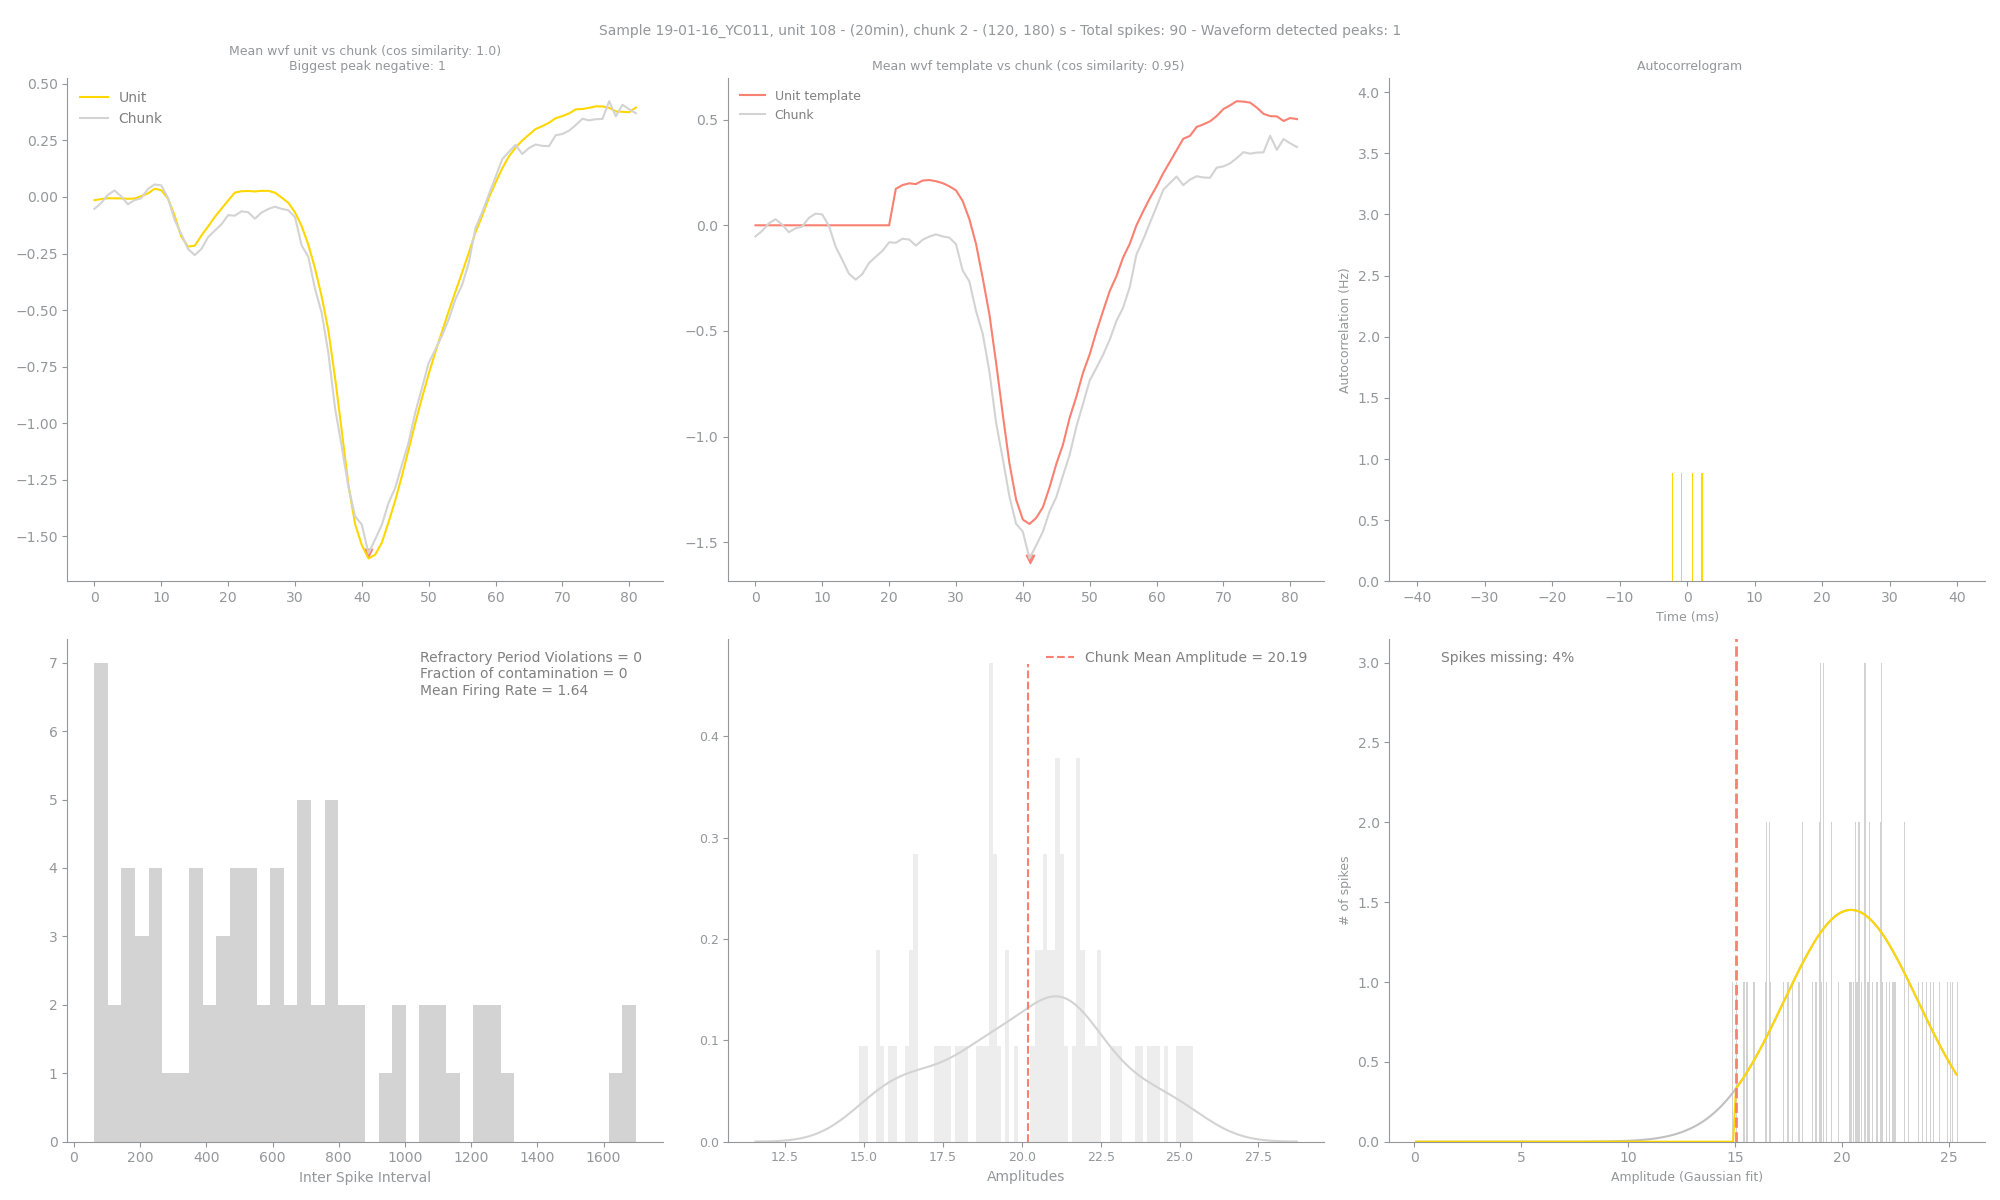 Sample 19-01-16_YC011, unit 108 - (20min), chunk 2 - (120, 180) s - Total spikes: 90 - Waveform detected peaks: 1
Mean wvf unit vs chunk (cos similarity: 1.0)
Biggest peak negative: 1
Unit
Chunk
0.50
0.25
0.00
−0.25
−0.50
−0.75
−1.00
−1.25
−1.50
0 10 20 30 40 50 60 70 80
Mean wvf template vs chunk (cos similarity: 0.95)
Unit template
Chunk
0.5
0.0
−0.5
−1.0
−1.5
0 10 20 30 40 50 60 70 80
Autocorrelogram
Autocorrelation (Hz)
4.0
3.5
3.0
2.5
2.0
1.5
1.0
0.5
0.0
−40 −30 −20 −10 0 10 20 30 40
Time (ms)
Refractory Period Violations = 0
Fraction of contamination = 0
Mean Firing Rate = 1.64
7
6
5
4
3
2
1
0
0 200 400 600 800 1000 1200 1400 1600
Inter Spike Interval
Chunk Mean Amplitude = 20.19
0.4
0.3
0.2
0.1
0.0
12.5 15.0 17.5 20.0 22.5 25.0 27.5
Amplitudes
Spikes missing: 4%
# of spikes
3.0
2.5
2.0
1.5
1.0
0.5
0.0
0 5 10 15 20 25
Amplitude (Gaussian fit)